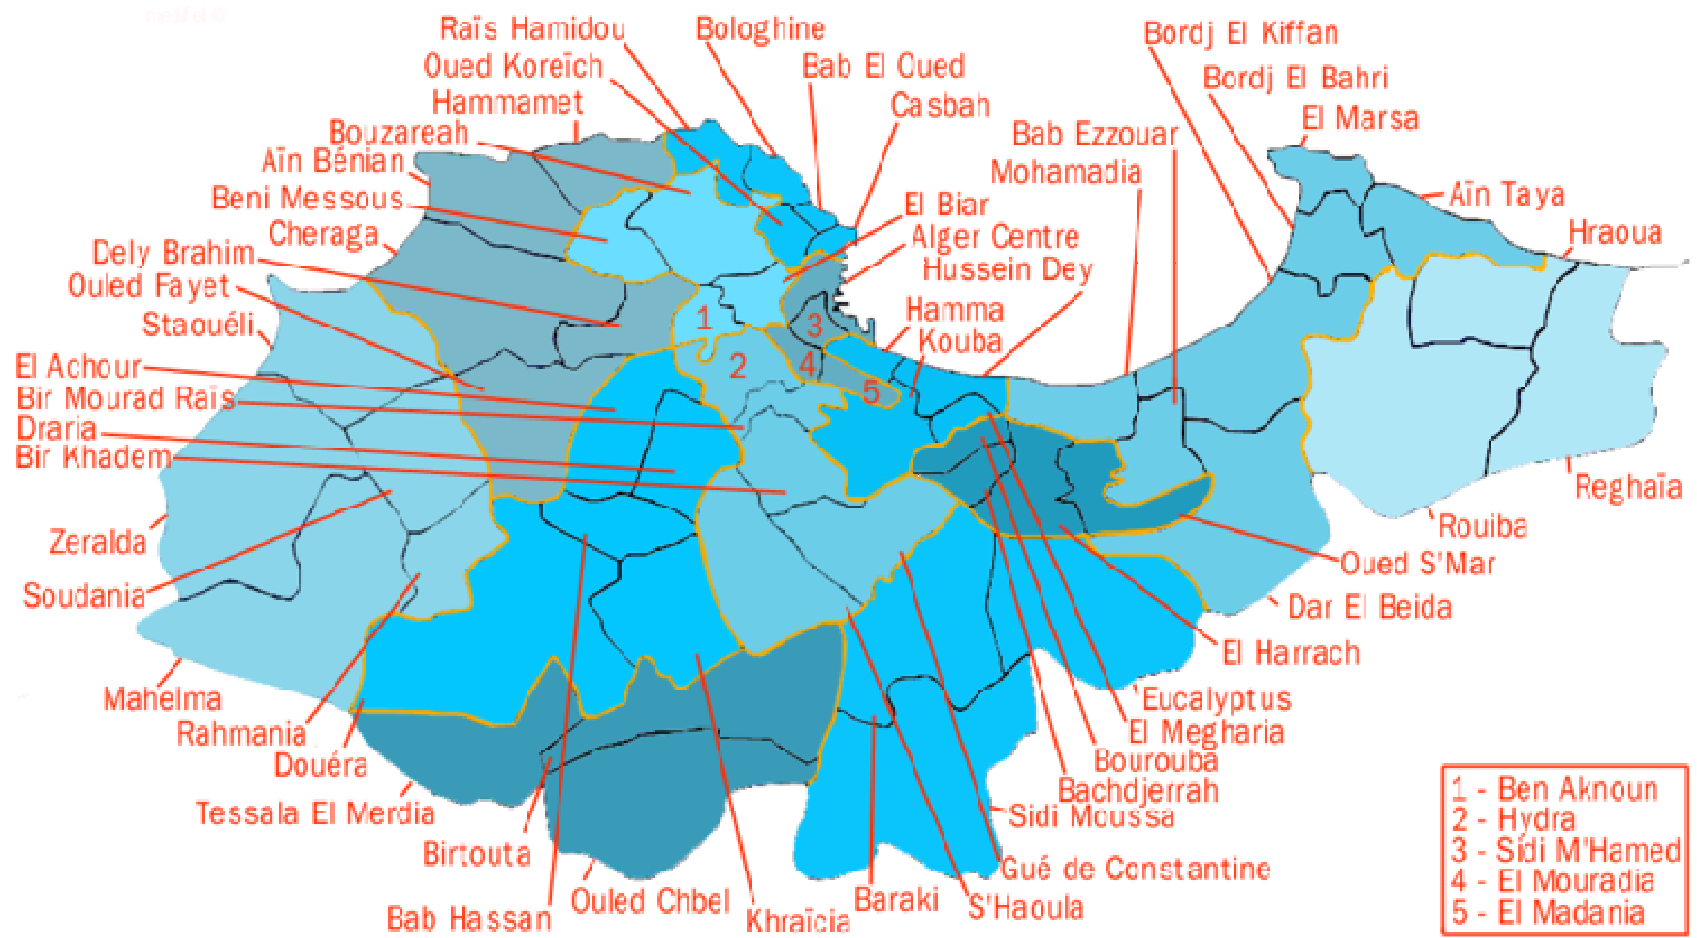 Raïs Hamidou
Bologhine
Bordj El Kiffan
Oued Koreïch
Bab El Oued
Bordj El Bahri
Hammamet
Casbah
El Marsa
Bouzareah
Bab Ezzouar
Aïn Bénian
Mohamadia
Beni Messous
El Biar
Aïn Taya
Cheraga
Alger Centre
Hraoua
Dely Brahim
Hussein Dey
Ouled Fayet
Hamma
Staouéli
Kouba
1
3
2
4
5
El Achour
Bir Mourad Raïs
Draria
Bir Khadem
Reghaïa
Rouiba
Zeralda
Oued S'Mar
Soudania
Dar El Beida
El Harrach
Mahelma
Eucalyptus
Rahmania
El Megharia
Douéra
Bourouba
Bachdjerrah
Tessala El Merdia
Sidi Moussa
Birtouta
Gué de Constantine
Ouled Chbel
Baraki
S'Haoula
Bab Hassan
Khraïcia
1 - Ben Aknoun
2 - Hydra
3 - Sídi M'Hamed
4 - El Mouradia
5 - El Madania